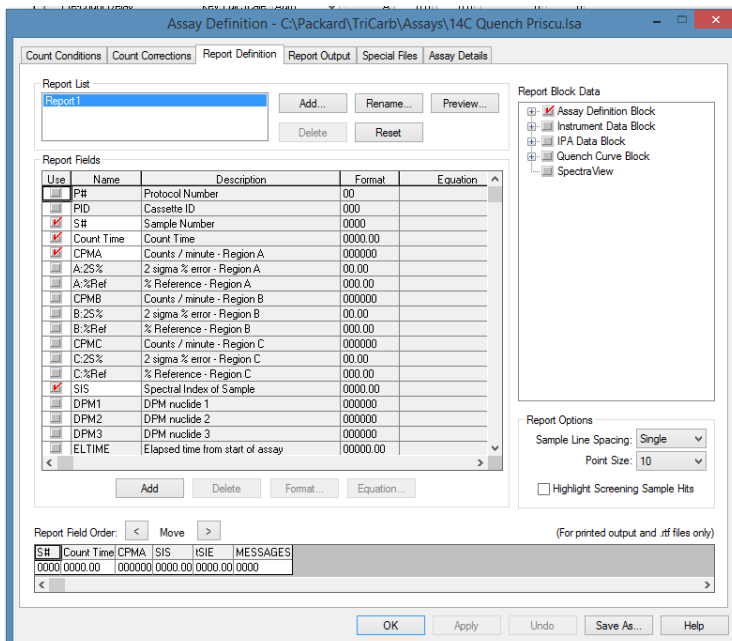 Assay Definition - C:\Packard\TriCarb\Assays\14C Quench Priscu.lsa
Count Conditions Count Corrections Report Definition Report Output Special Files Assay Details
Report List
Report1
Add... Rename... Preview...
Delete Reset
Report Block Data
Assay Definition Block
Instrument Data Block
IPA Data Block
Quench Curve Block
SpectraView
Report Fields
Use Name Description Format Equation
P# Protocol Number 00
PID Cassette ID 000
S# Sample Number 0000
Count Time Count Time 0000.00
CPMA Counts / minute - Region A 000000
A:2S% 2 sigma % error - Region A 00.00
A:%Ref % Reference - Region A 000.00
CPMB Counts / minute - Region B 000000
B:2S% 2 sigma % error - Region B 00.00
B:%Ref % Reference - Region B 000.00
CPMC Counts / minute - Region C 000000
C:2S% 2 sigma % error - Region C 00.00
C:%Ref % Reference - Region C 000.00
SIS Spectral Index of Sample 0000.00
DPM1 DPM nuclide 1 000000
DPM2 DPM nuclide 2 000000
DPM3 DPM nuclide 3 000000
ELTIME Elapsed time from start of assay 00000.00
Add Delete Format... Equation...
Report Options
Sample Line Spacing: Single
Point Size: 10
Highlight Screening Sample Hits
Report Field Order: < Move >
(For printed output and .rtf files only)
S# Count Time CPMA SIS tSIE MESSAGES
0000 0000.00 000000 0000.00 0000.00 0000
OK Apply Undo Save As... Help